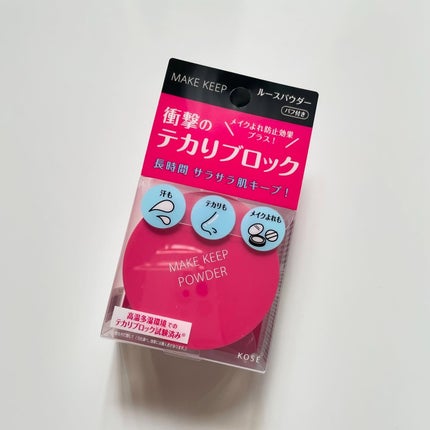 MAKE KEEP
ルースパウダー
パフ付き
メイクよれ防止効果
プラス！
衝撃の
テカりブロック
長時間 サラサラ肌キープ！
汗も
テカりも
メイクよれも
MAKE KEEP
POWDER
高温多湿環境での
テカりブロック試験済み※
KOSÉ